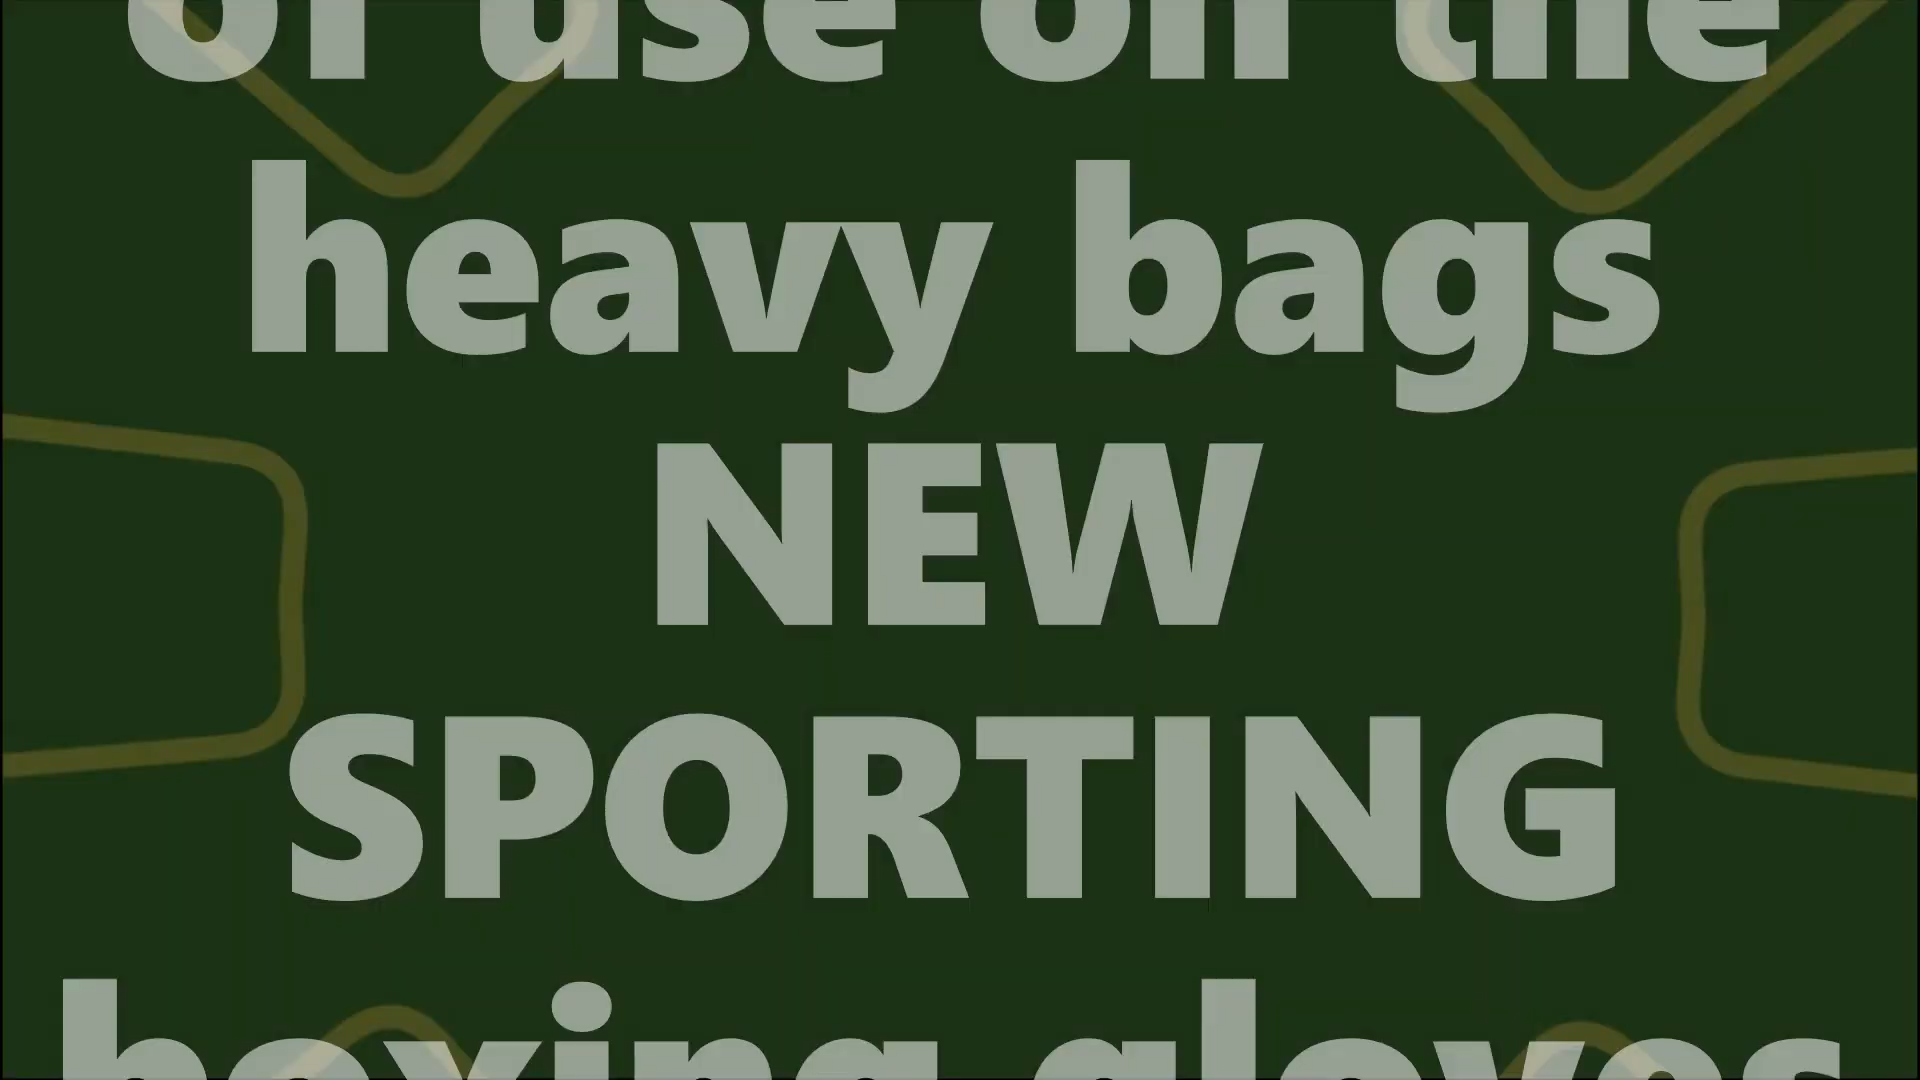 of use on the
heavy bags
NEW
SPORTING
boxing gloves